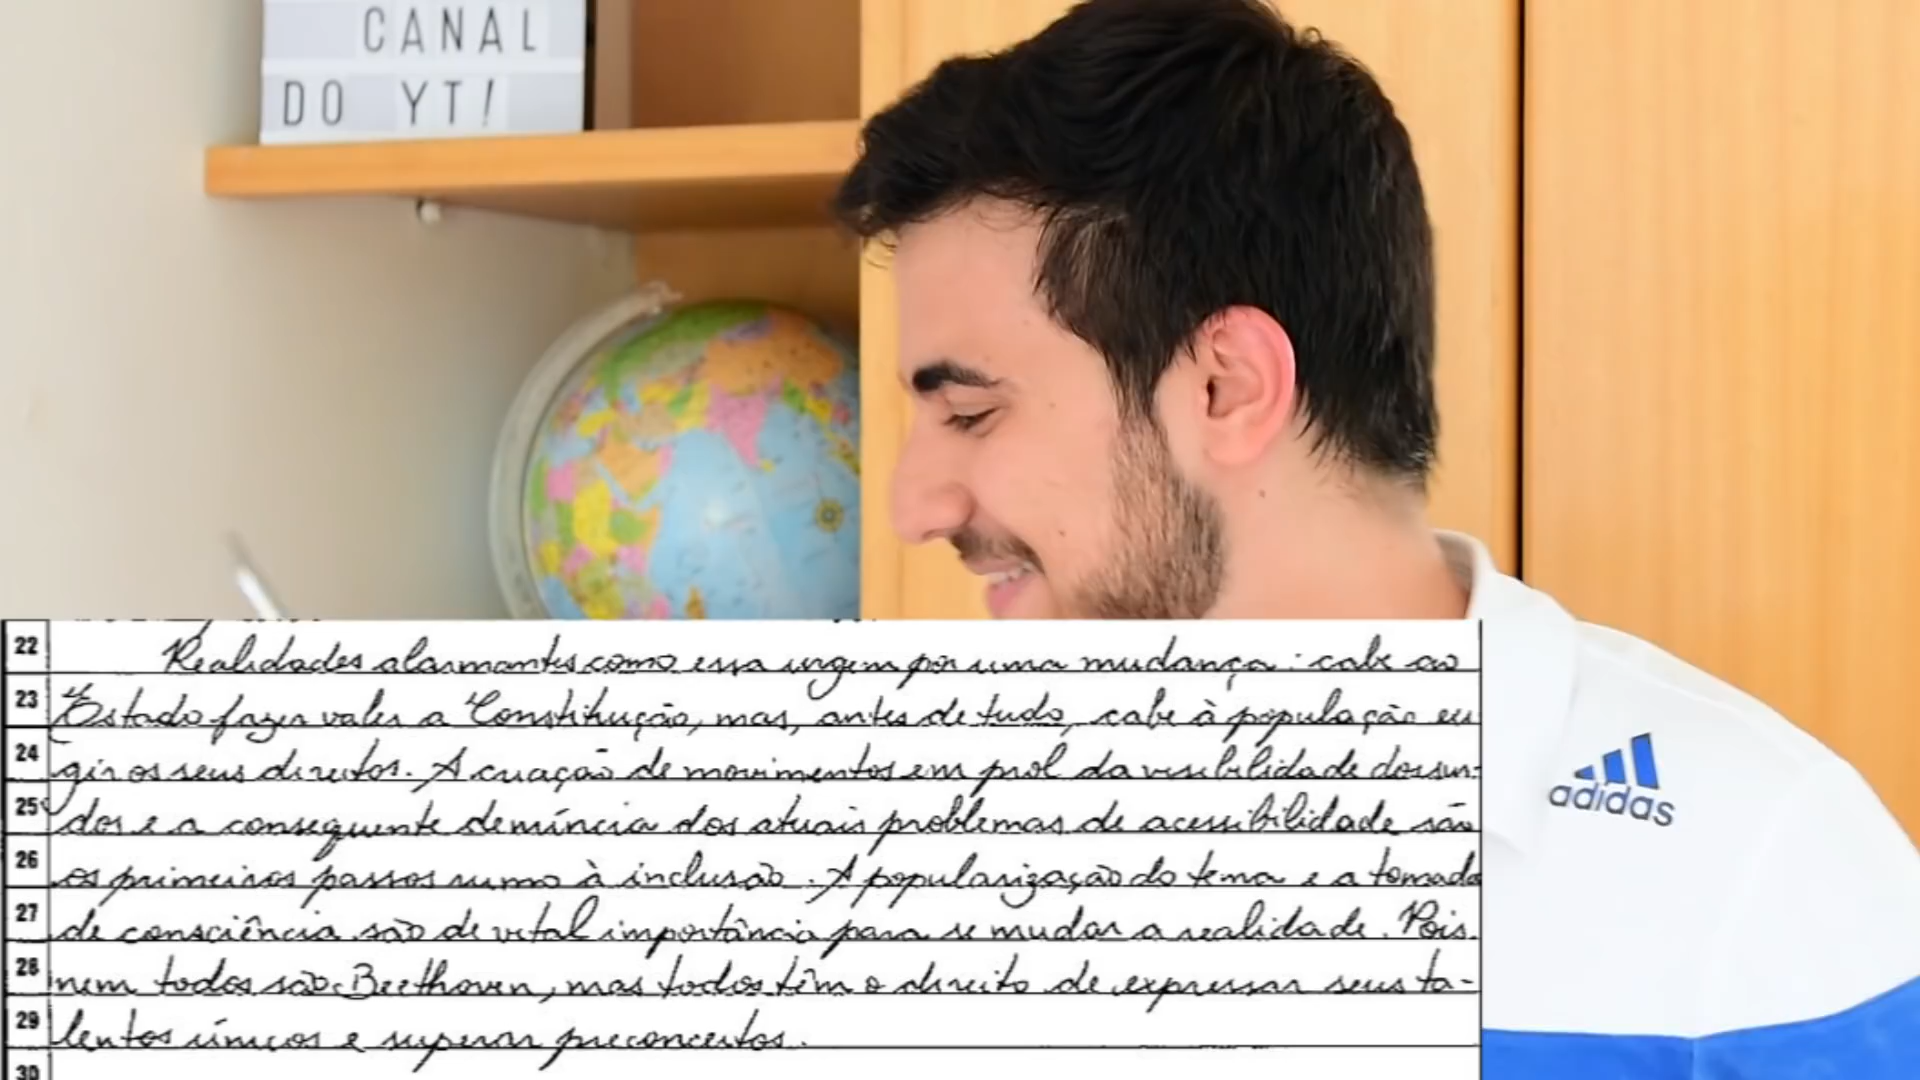 CANAL
DO YT!
adidas
22 Realidades alarmantes como essa urgem por uma mudança: cabe ao
23 Estado fazer valer a Constituição, mas, antes de tudo, cabe à população exi
24 gir os seus direitos. A criação de movimentos em prol da visibilidade dos sur-
25 dos e a consequente denúncia dos atuais problemas de acessibilidade são
26 os primeiros passos rumo à inclusão. A popularização do tema e a tomada
27 de consciência são de vital importância para se mudar a realidade. Pois,
28 nem todos são Beethoven, mas todos têm o direito de expressar seus ta-
29 lentos únicos e superar preconceitos.
30